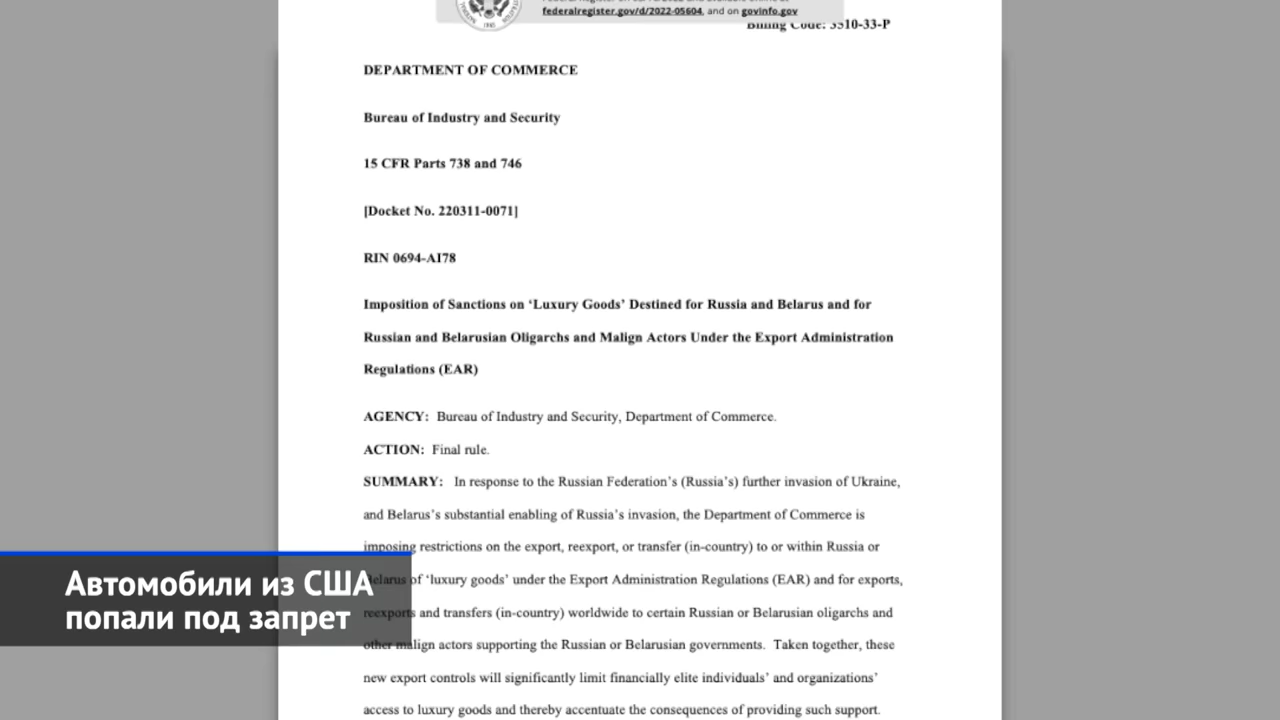 federalregister.gov/d/2022-05604, and on govinfo.gov
Billing Code: 3510-33-P
DEPARTMENT OF COMMERCE
Bureau of Industry and Security
15 CFR Parts 738 and 746
[Docket No. 220311-0071]
RIN 0694-AI78
Imposition of Sanctions on ‘Luxury Goods’ Destined for Russia and Belarus and for
Russian and Belarusian Oligarchs and Malign Actors Under the Export Administration
Regulations (EAR)
AGENCY: Bureau of Industry and Security, Department of Commerce.
ACTION: Final rule.
SUMMARY: In response to the Russian Federation’s (Russia’s) further invasion of Ukraine,
and Belarus’s substantial enabling of Russia’s invasion, the Department of Commerce is
imposing restrictions on the export, reexport, or transfer (in-country) to or within Russia or
Belarus of ‘luxury goods’ under the Export Administration Regulations (EAR) and for exports,
reexports and transfers (in-country) worldwide to certain Russian or Belarusian oligarchs and
other malign actors supporting the Russian or Belarusian governments. Taken together, these
new export controls will significantly limit financially elite individuals’ and organizations’
access to luxury goods and thereby accentuate the consequences of providing such support.
Автомобили из США
попали под запрет